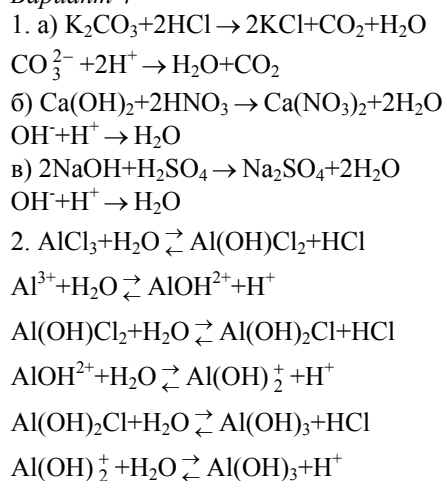 Вариант 4
1. а) K₂CO₃+2HCl→2KCl+CO₂+H₂O
CO₃²⁻+2H⁺→H₂O+CO₂
б) Ca(OH)₂+2HNO₃→Ca(NO₃)₂+2H₂O
OH⁻+H⁺→H₂O
в) 2NaOH+H₂SO₄→Na₂SO₄+2H₂O
OH⁻+H⁺→H₂O
2. AlCl₃+H₂O⇄Al(OH)Cl₂+HCl
Al³⁺+H₂O⇄AlOH²⁺+H⁺
Al(OH)Cl₂+H₂O⇄Al(OH)₂Cl+HCl
AlOH²⁺+H₂O⇄Al(OH)₂⁺+H⁺
Al(OH)₂Cl+H₂O⇄Al(OH)₃+HCl
Al(OH)₂⁺+H₂O⇄Al(OH)₃+H⁺